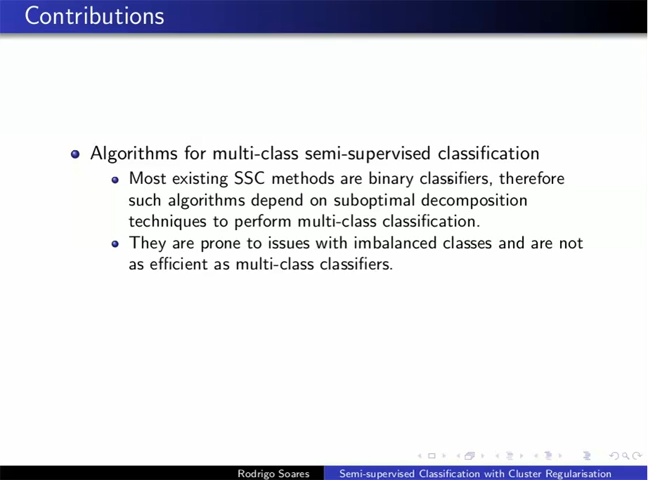 Contributions
Algorithms for multi-class semi-supervised classification
Most existing SSC methods are binary classifiers, therefore
such algorithms depend on suboptimal decomposition
techniques to perform multi-class classification.
They are prone to issues with imbalanced classes and are not
as efficient as multi-class classifiers.
Rodrigo Soares
Semi-supervised Classification with Cluster Regularisation